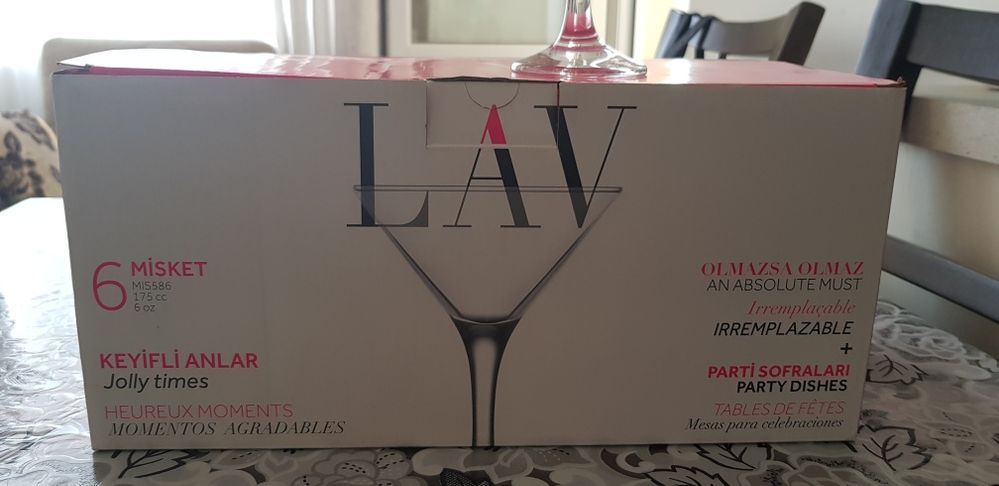 LAV
6 MİSKET
MIS586
175 cc
6 oz
KEYİFLİ ANLAR
Jolly times
HEUREUX MOMENTS
MOMENTOS AGRADABLES
OLMAZSA OLMAZ
AN ABSOLUTE MUST
Irremplaçable
IRREMPLAZABLE
+
PARTİ SOFRALARI
PARTY DISHES
TABLES DE FÊTES
Mesas para celebraciones